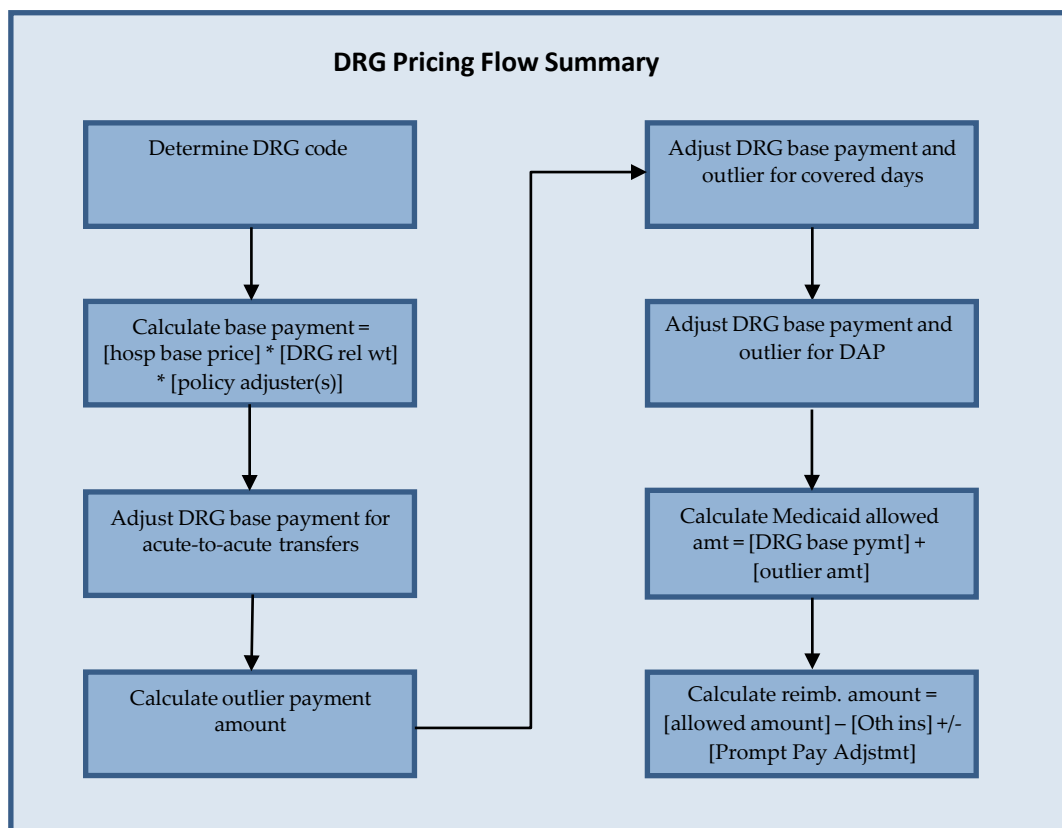 DRG Pricing Flow Summary
Determine DRG code
Calculate base payment =
[hosp base price] * [DRG rel wt]
* [policy adjuster(s)]
Adjust DRG base payment for
acute-to-acute transfers
Calculate outlier payment
amount
Adjust DRG base payment and
outlier for covered days
Adjust DRG base payment and
outlier for DAP
Calculate Medicaid allowed
amt = [DRG base pymt] +
[outlier amt]
Calculate reimb. amount =
[allowed amount] – [Oth ins] +/-
[Prompt Pay Adjstmt]